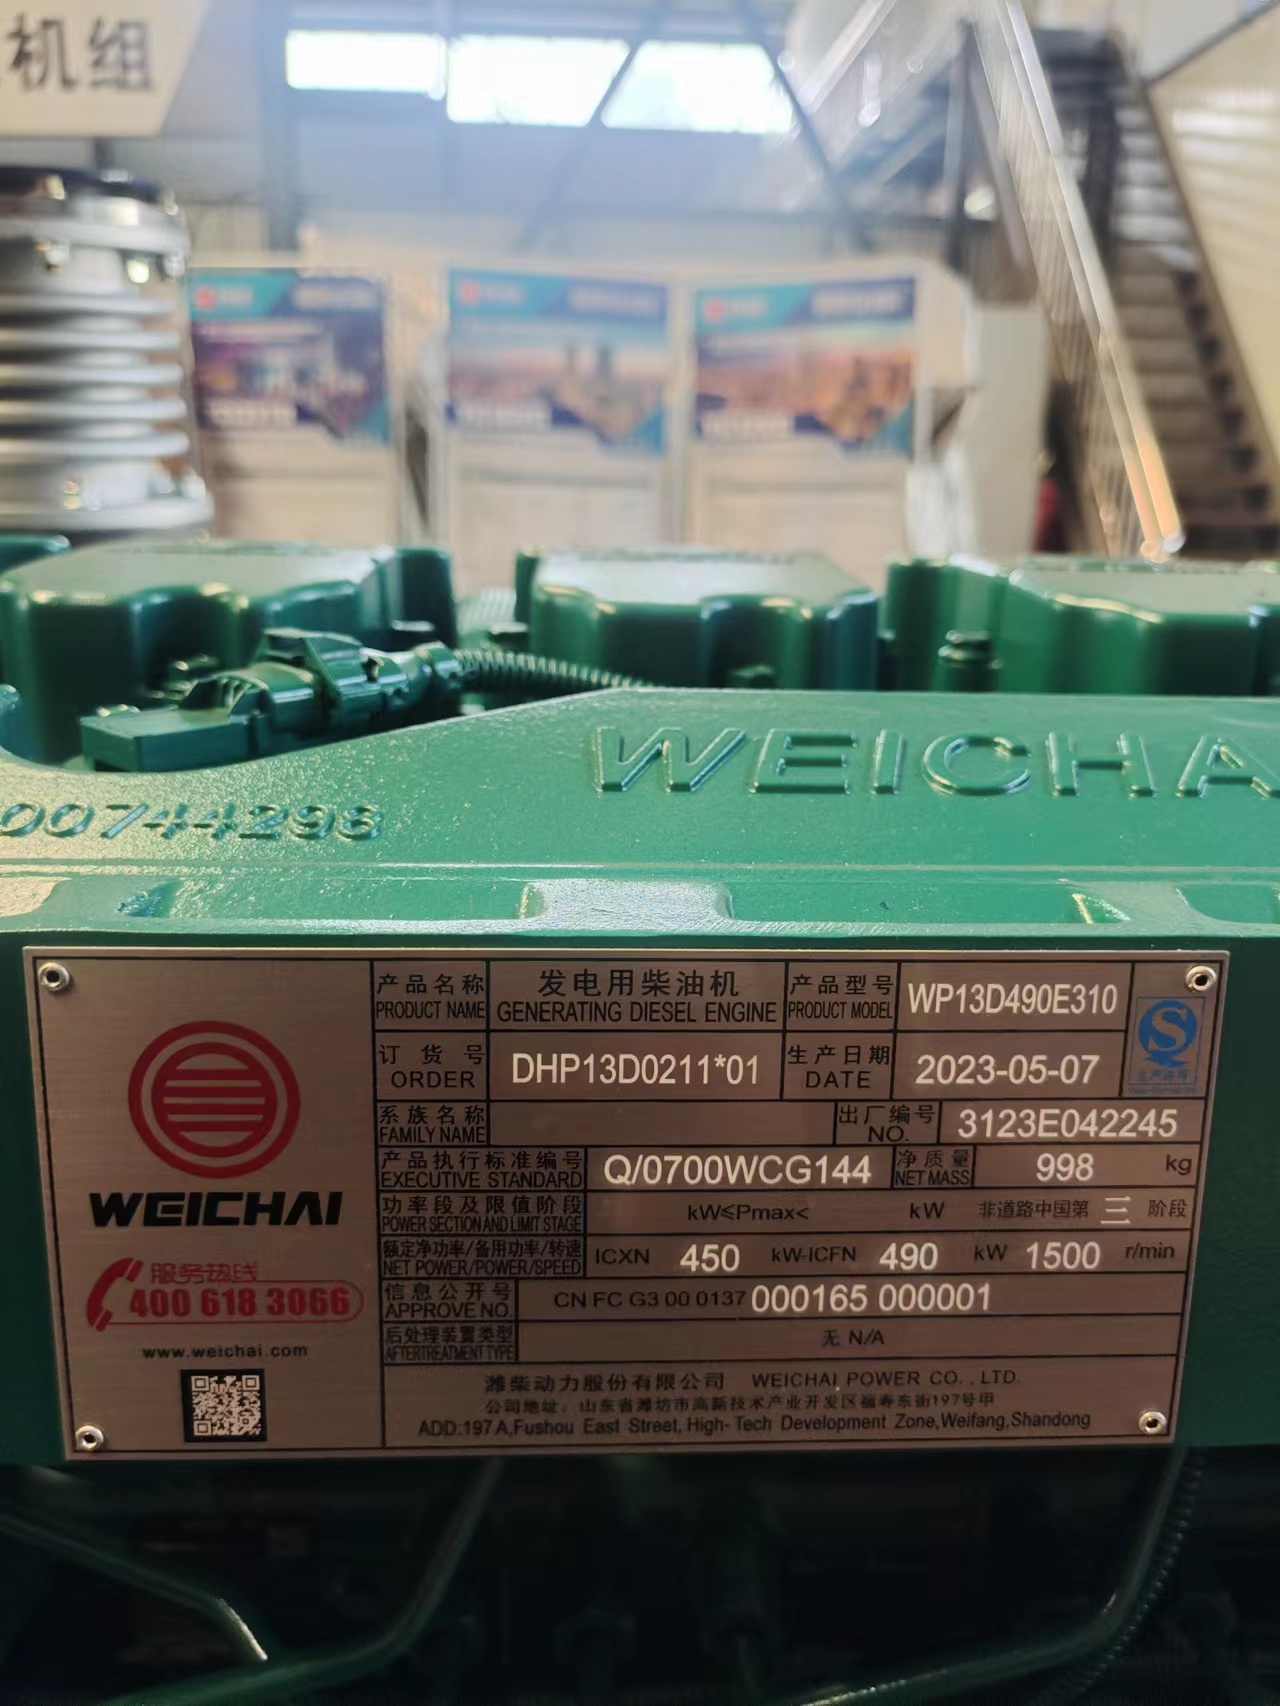 机组
WEICHA
00744296
产品名称
PRODUCT NAME
发电用柴油机
GENERATING DIESEL ENGINE
产品型号
PRODUCT MODEL
WP13D490E310
订货号
ORDER
DHP13D0211*01
生产日期
DATE
2023-05-07
S
生产许可
系族名称
FAMILY NAME
出厂编号
NO.
3123E042245
产品执行标准编号
EXECUTIVE STANDARD
Q/0700WCG144
净质量
NET MASS
998 kg
功率段及限值阶段
POWER SECTION AND LIMIT STAGE
kW≤Pmax< kW 非道路中国第 三 阶段
额定净功率/备用功率/转速
NET POWER/POWER/SPEED
ICXN 450 kW-ICFN 490 kW 1500 r/min
信息公开号
APPROVE NO.
CN FC G3 00 0137 000165 000001
后处理装置类型
AFTERTREATMENT TYPE
无 N/A
潍柴动力股份有限公司 WEICHAI POWER CO., LTD.
公司地址：山东省潍坊市高新技术产业开发区福寿东街197号甲
ADD:197 A,Fushou East Street, High- Tech Development Zone,Weifang,Shandong
WEICHAI
服务热线
400 618 3066
www.weichai.com